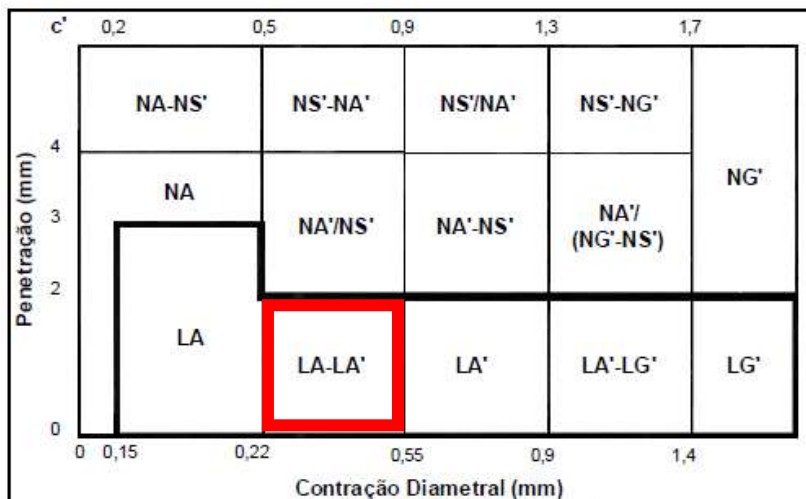 c' 0,2 0,5 0,9 1,3 1,7
NA-NS' NS'-NA' NS'/NA' NS'-NG'
4
NA NG'
3 NA'/NS' NA'-NS' NA'/
(NG'-NS')
2
LA LA-LA' LA' LA'-LG' LG'
0
0 0,15 0,22 0,55 0,9 1,4
Contração Diametral (mm)
Penetração (mm)